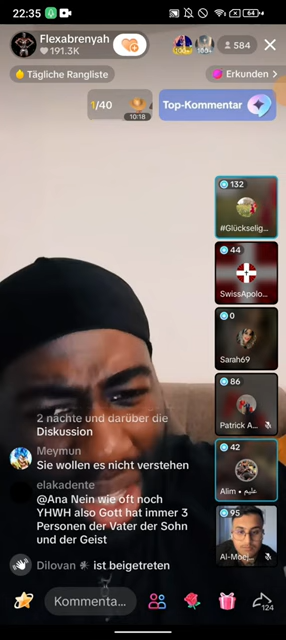 22:35
64
Flexabrenyah
191.3K
100+
584
Tägliche Rangliste
Erkunden >
1/40
10:18
Top-Kommentar
132
#Glückselig...
44
SwissApolo...
0
Sarah69
86
Patrick A...
42
Alim • عليم
95
Al-Moej...
2 nächte und darüber die
Diskussion
Meymun
Sie wollen es nicht verstehen
elakadente
@Ana Nein wie oft noch
YHWH also Gott hat immer 3
Personen der Vater der Sohn
und der Geist
Dilovan ist beigetreten
Kommenta...
124